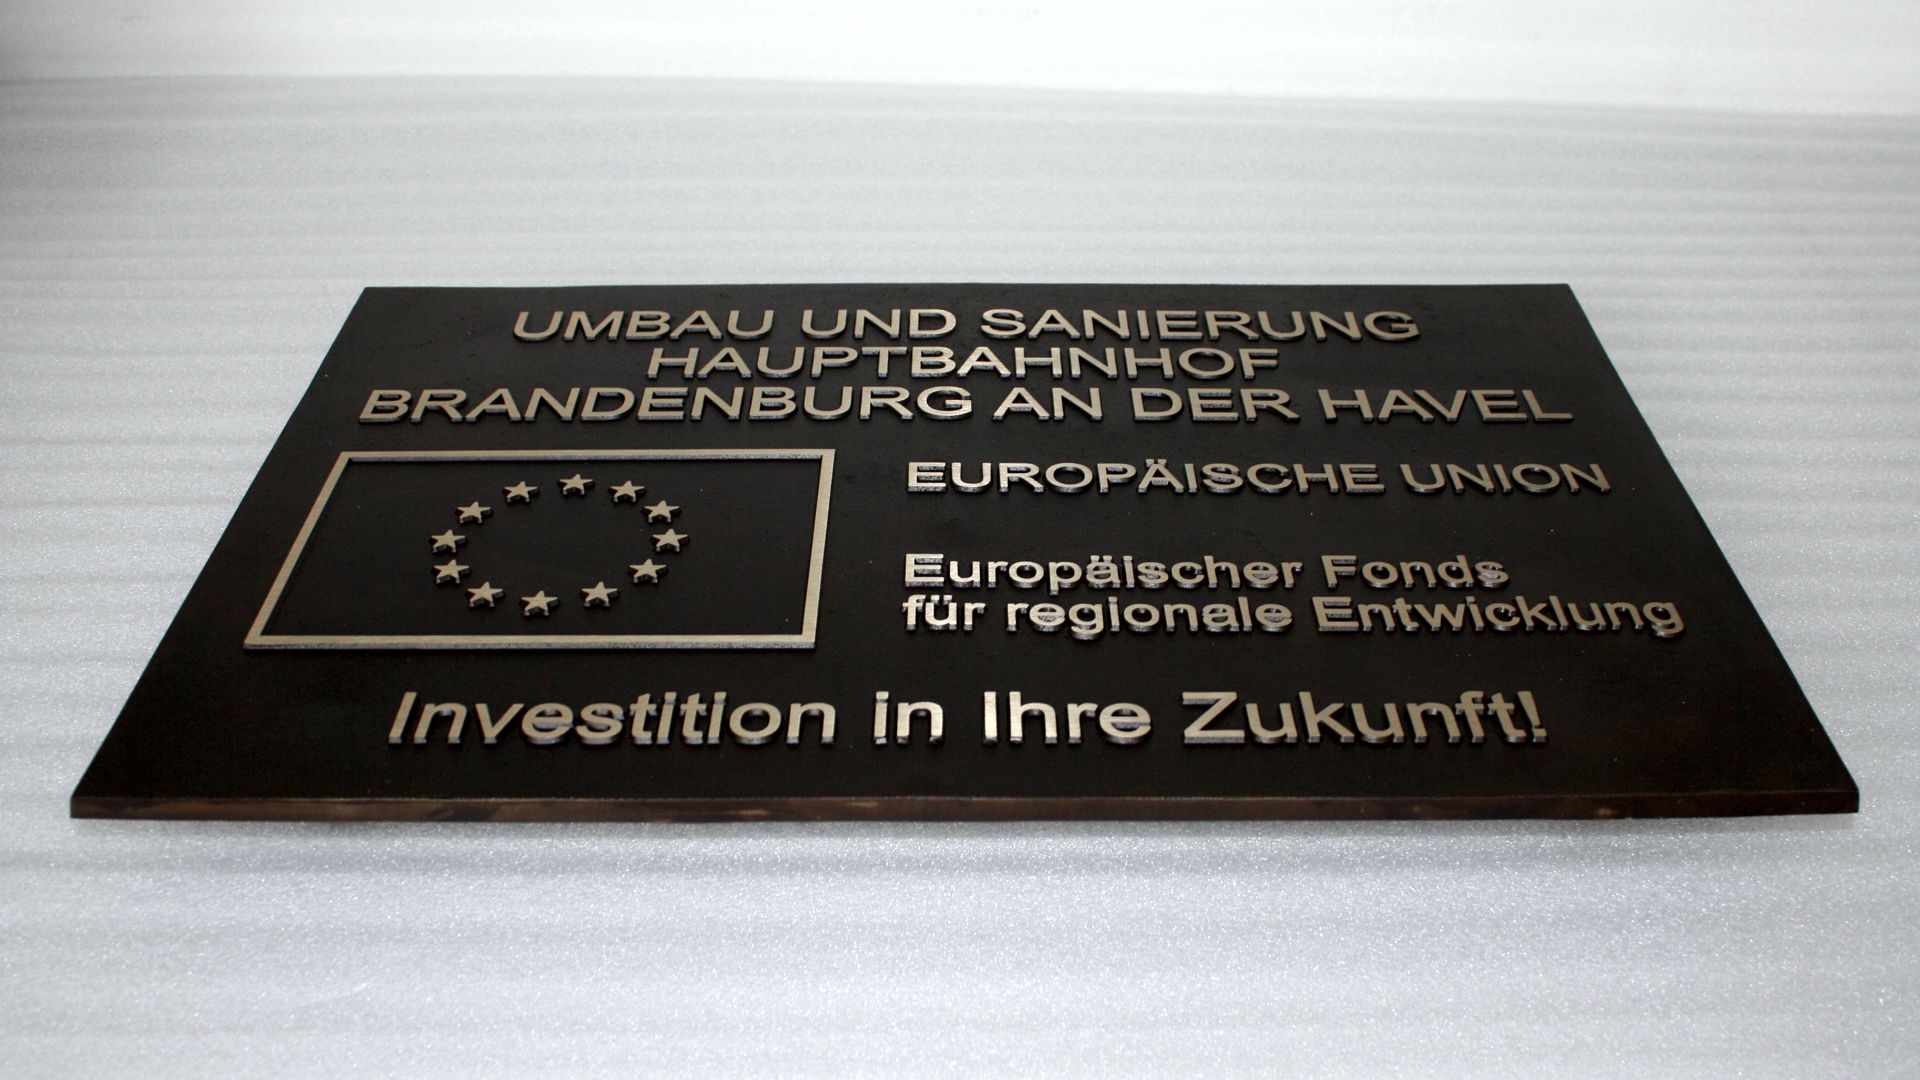 UMBAU UND SANIERUNG
HAUPTBAHNHOF
BRANDENBURG AN DER HAVEL
EUROPÄISCHE UNION
Europäischer Fonds
für regionale Entwicklung
Investition in Ihre Zukunft!